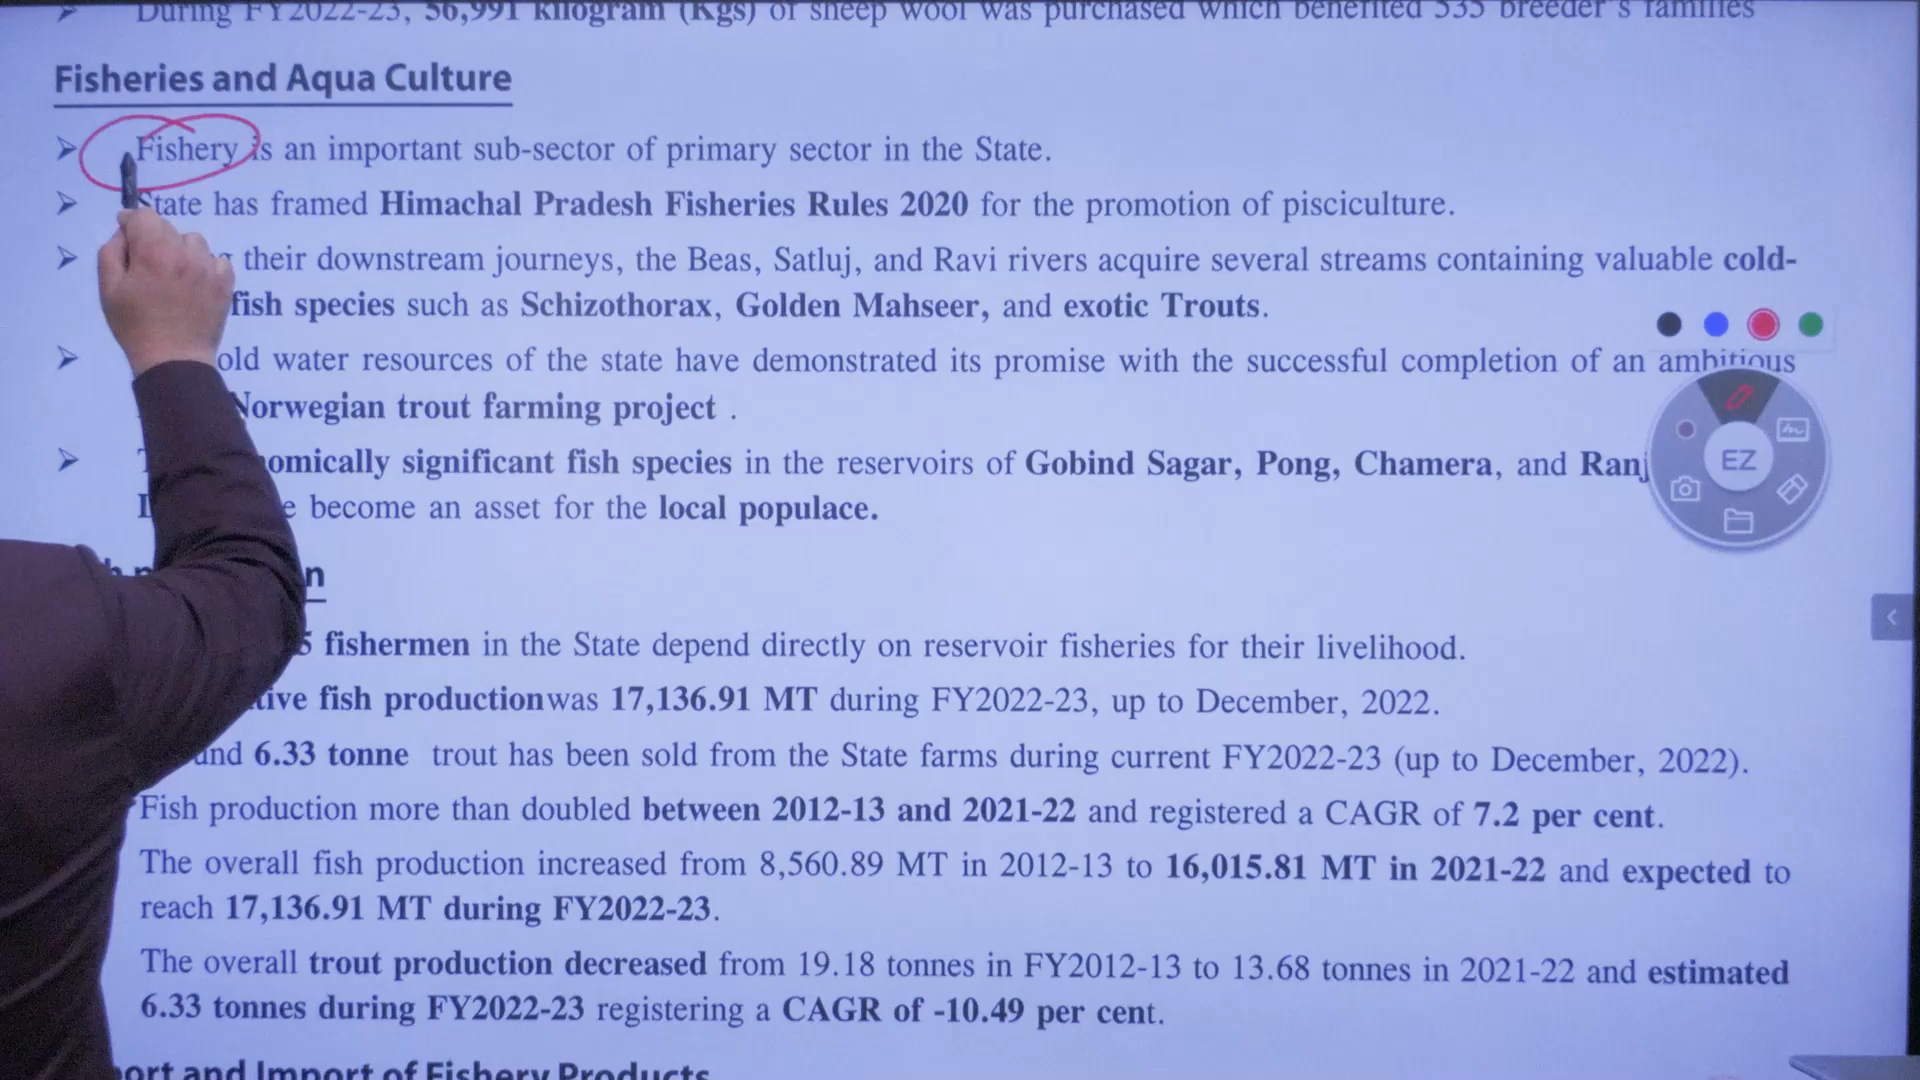 During FY2022-23, 56,991 kilogram (Kgs) of sheep wool was purchased which benefited 535 breeder's families
Fisheries and Aqua Culture
Fishery is an important sub-sector of primary sector in the State.
State has framed Himachal Pradesh Fisheries Rules 2020 for the promotion of pisciculture.
their downstream journeys, the Beas, Satluj, and Ravi rivers acquire several streams containing valuable cold-
fish species such as Schizothorax, Golden Mahseer, and exotic Trouts.
old water resources of the state have demonstrated its promise with the successful completion of an ambitious
Norwegian trout farming project .
omically significant fish species in the reservoirs of Gobind Sagar, Pong, Chamera, and Ranj
e become an asset for the local populace.
EZ
n
5 fishermen in the State depend directly on reservoir fisheries for their livelihood.
tive fish productionwas 17,136.91 MT during FY2022-23, up to December, 2022.
and 6.33 tonne trout has been sold from the State farms during current FY2022-23 (up to December, 2022).
Fish production more than doubled between 2012-13 and 2021-22 and registered a CAGR of 7.2 per cent.
The overall fish production increased from 8,560.89 MT in 2012-13 to 16,015.81 MT in 2021-22 and expected to
reach 17,136.91 MT during FY2022-23.
The overall trout production decreased from 19.18 tonnes in FY2012-13 to 13.68 tonnes in 2021-22 and estimated
6.33 tonnes during FY2022-23 registering a CAGR of -10.49 per cent.
ort and Import of Fishery Products